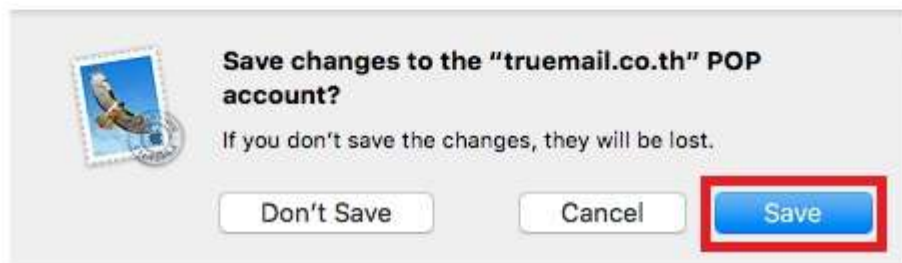 Save changes to the “truemail.co.th” POP
account?
If you don’t save the changes, they will be lost.
Don’t Save
Cancel
Save